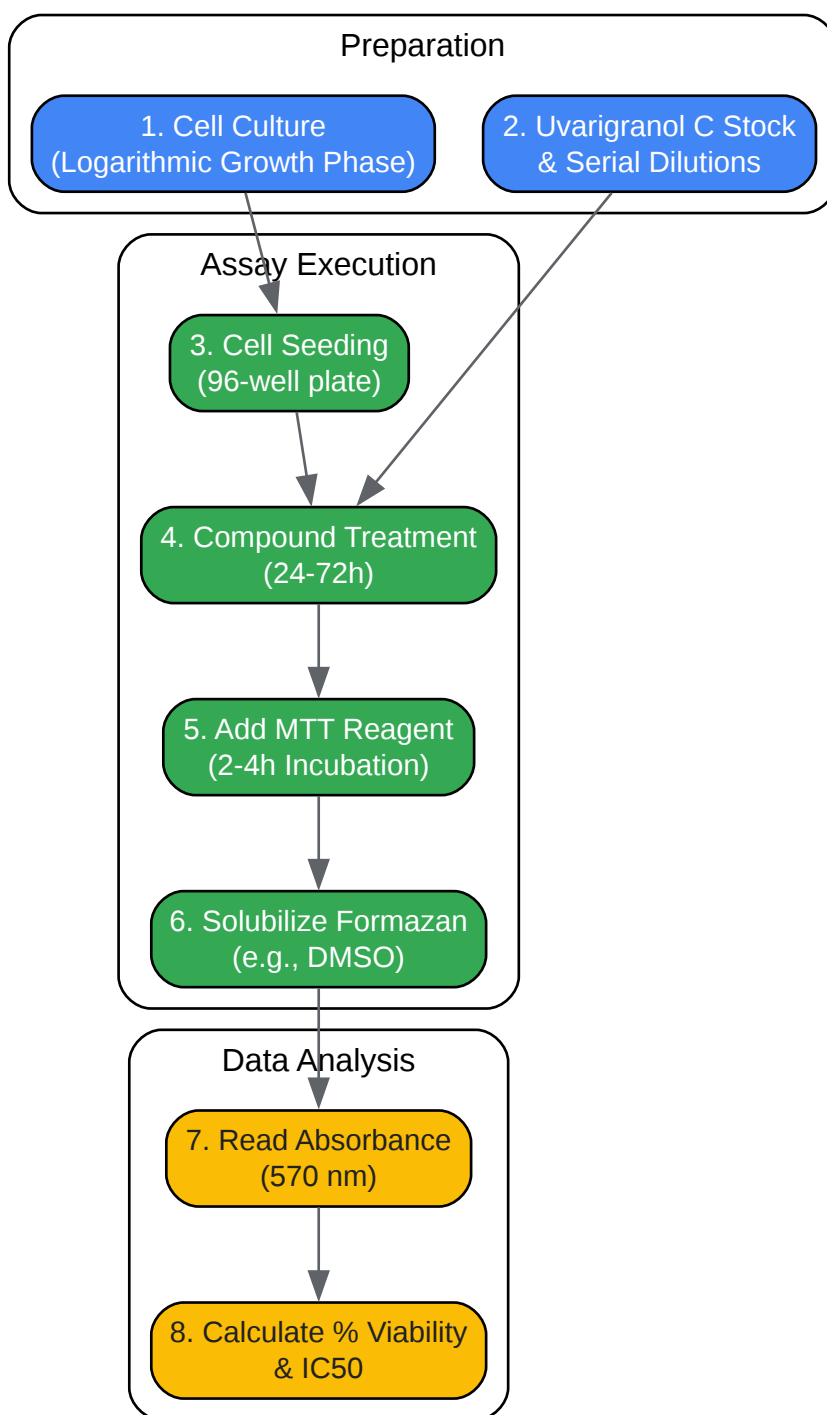 Preparation
1. Cell Culture
(Logarithmic Growth Phase)
2. Uvarigranol C Stock
& Serial Dilutions
Assay Execution
3. Cell Seeding
(96-well plate)
4. Compound Treatment
(24-72h)
5. Add MTT Reagent
(2-4h Incubation)
6. Solubilize Formazan
(e.g., DMSO)
Data Analysis
7. Read Absorbance
(570 nm)
8. Calculate % Viability
& IC50